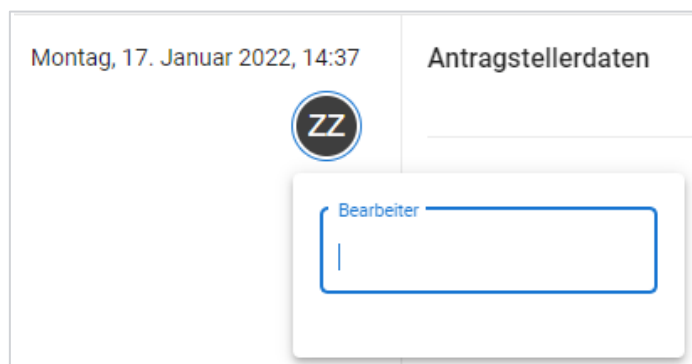 Montag, 17. Januar 2022, 14:37
Antragstellerdaten
ZZ
Bearbeiter